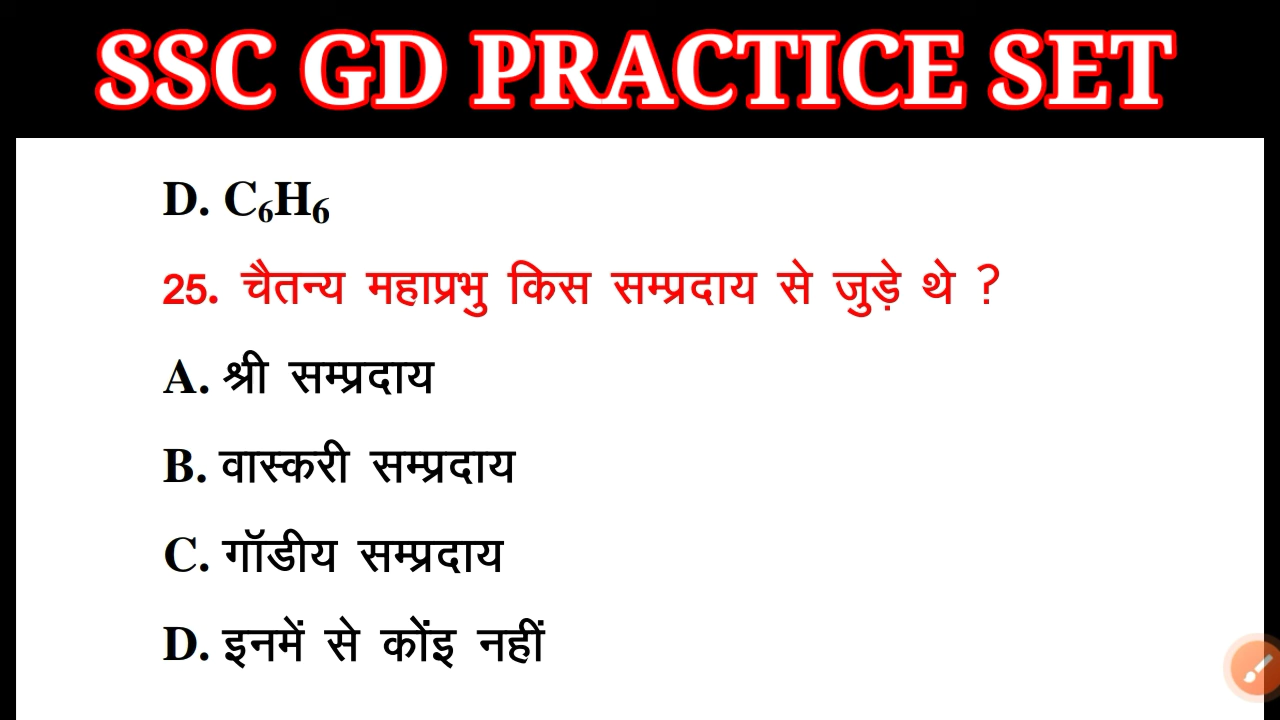 SSC GD PRACTICE SET
D. C₆H₆
25. चैतन्य महाप्रभु किस सम्प्रदाय से जुड़े थे ?
A. श्री सम्प्रदाय
B. वास्करी सम्प्रदाय
C. गॉडीय सम्प्रदाय
D. इनमें से कोंइ नहीं